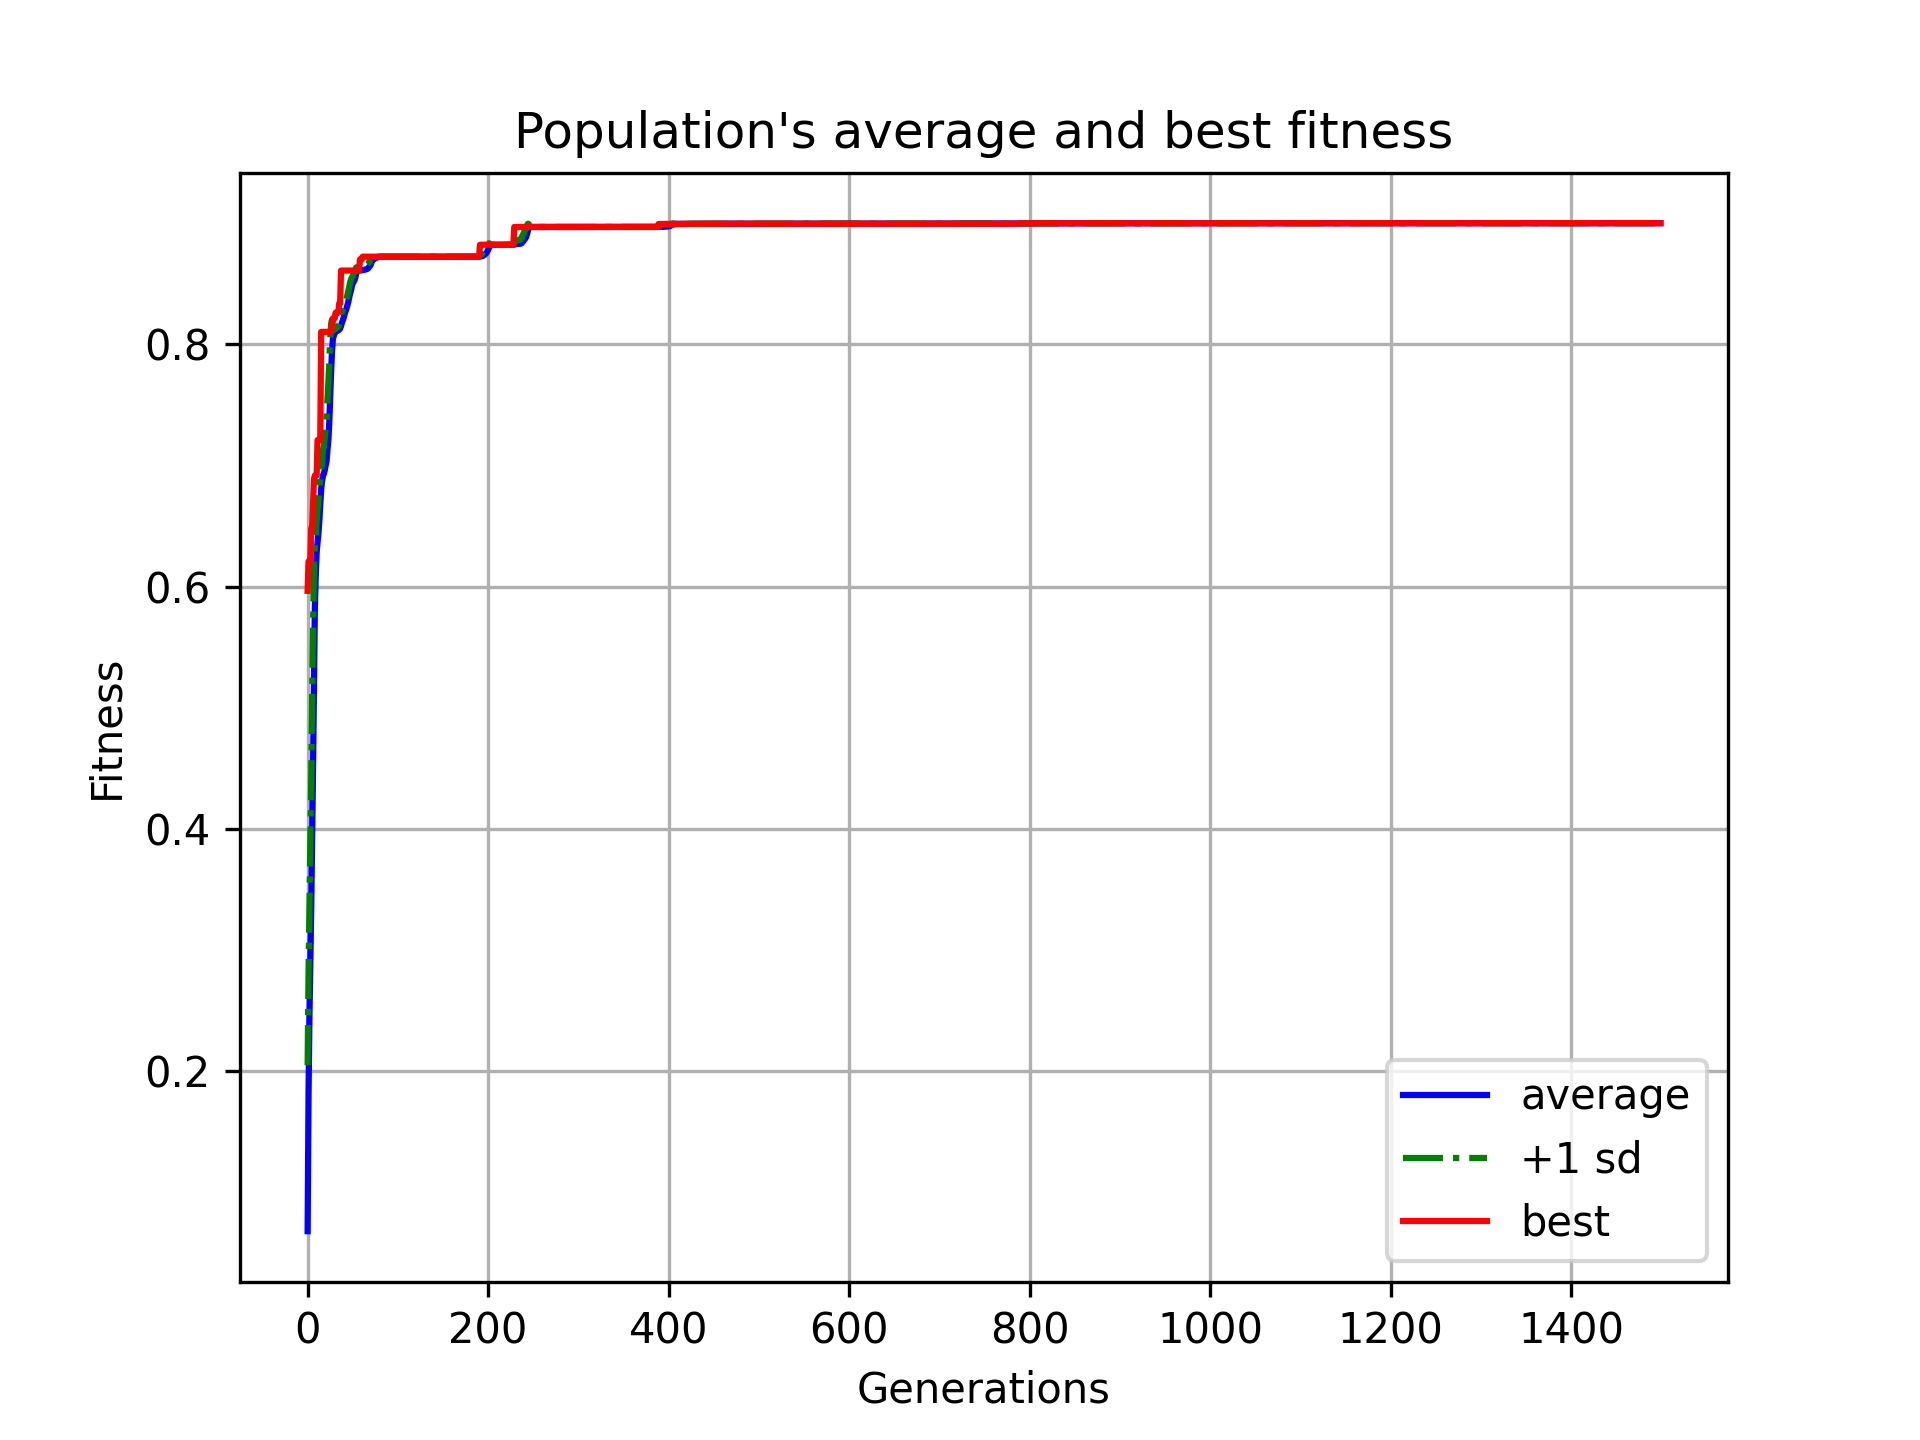 Population's average and best fitness
Fitness
0.8
0.6
0.4
0.2
0 200 400 600 800 1000 1200 1400
Generations
average
+1 sd
best